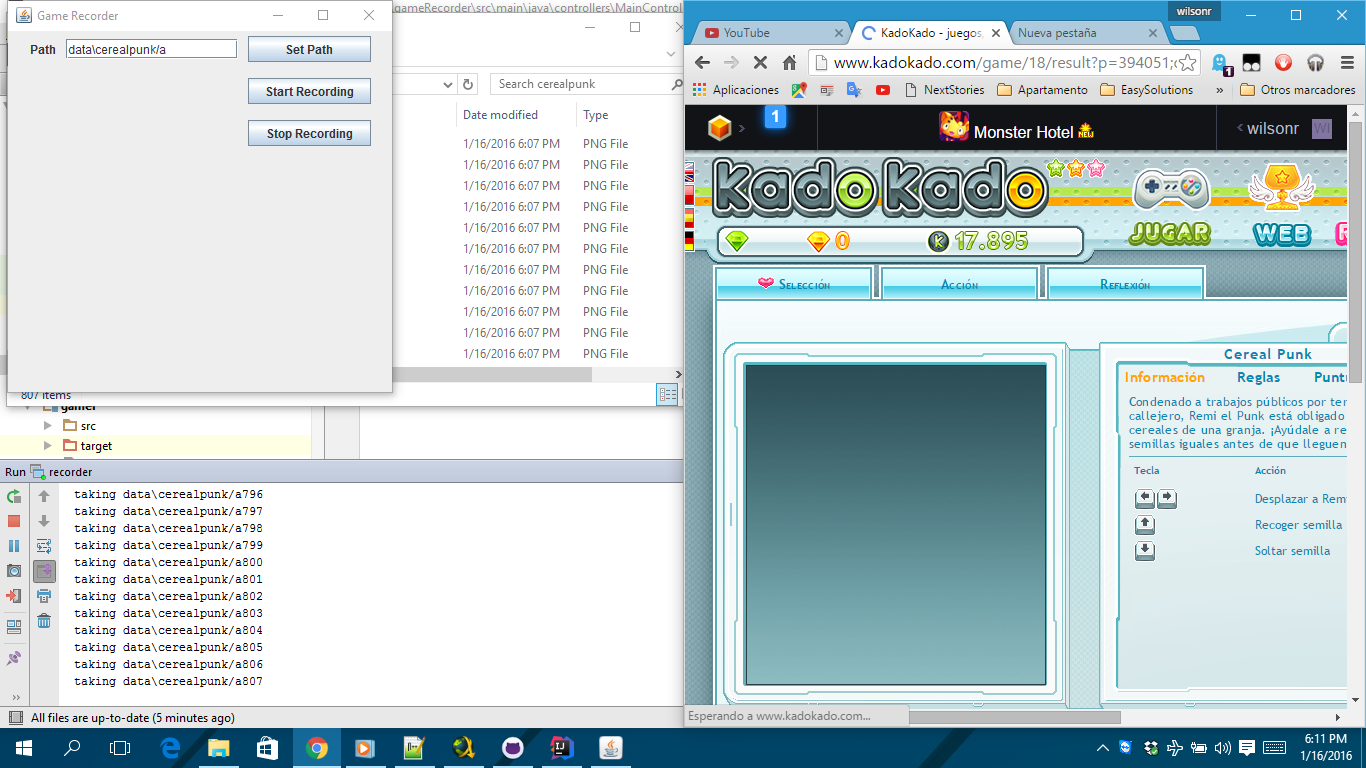 Game Recorder
Path data\cerealpunk/a Set Path
Start Recording
Stop Recording
gameRecorder\src\main\java\controllers\MainControl
Search cerealpunk
Date modified Type
1/16/2016 6:07 PM PNG File
1/16/2016 6:07 PM PNG File
1/16/2016 6:07 PM PNG File
1/16/2016 6:07 PM PNG File
1/16/2016 6:07 PM PNG File
1/16/2016 6:07 PM PNG File
1/16/2016 6:07 PM PNG File
1/16/2016 6:07 PM PNG File
1/16/2016 6:07 PM PNG File
1/16/2016 6:07 PM PNG File
1/16/2016 6:07 PM PNG File
807 items
gamer
src
target
Run recorder
taking data\cerealpunk/a796
taking data\cerealpunk/a797
taking data\cerealpunk/a798
taking data\cerealpunk/a799
taking data\cerealpunk/a800
taking data\cerealpunk/a801
taking data\cerealpunk/a802
taking data\cerealpunk/a803
taking data\cerealpunk/a804
taking data\cerealpunk/a805
taking data\cerealpunk/a806
taking data\cerealpunk/a807
All files are up-to-date (5 minutes ago)
wilsonr
YouTube KadoKado - juegos, Nueva pestaña
www.kadokado.com/game/18/result?p=394051;
1
Aplicaciones NextStories Apartamento EasySolutions » Otros marcadores
1
Monster Hotel NEW wilsonr WI
kadokado
0 K 17.895
JUGAR WEB
Selección Acción Reflexión
Cereal Punk
Información Reglas Punt
Condenado a trabajos públicos por ter
callejero, Remi el Punk está obligado
cereales de una granja. ¡Ayúdale a re
semillas iguales antes de que lleguen
Tecla Acción
Desplazar a Rem
Recoger semilla
Soltar semilla
Esperando a www.kadokado.com...
6:11 PM
1/16/2016